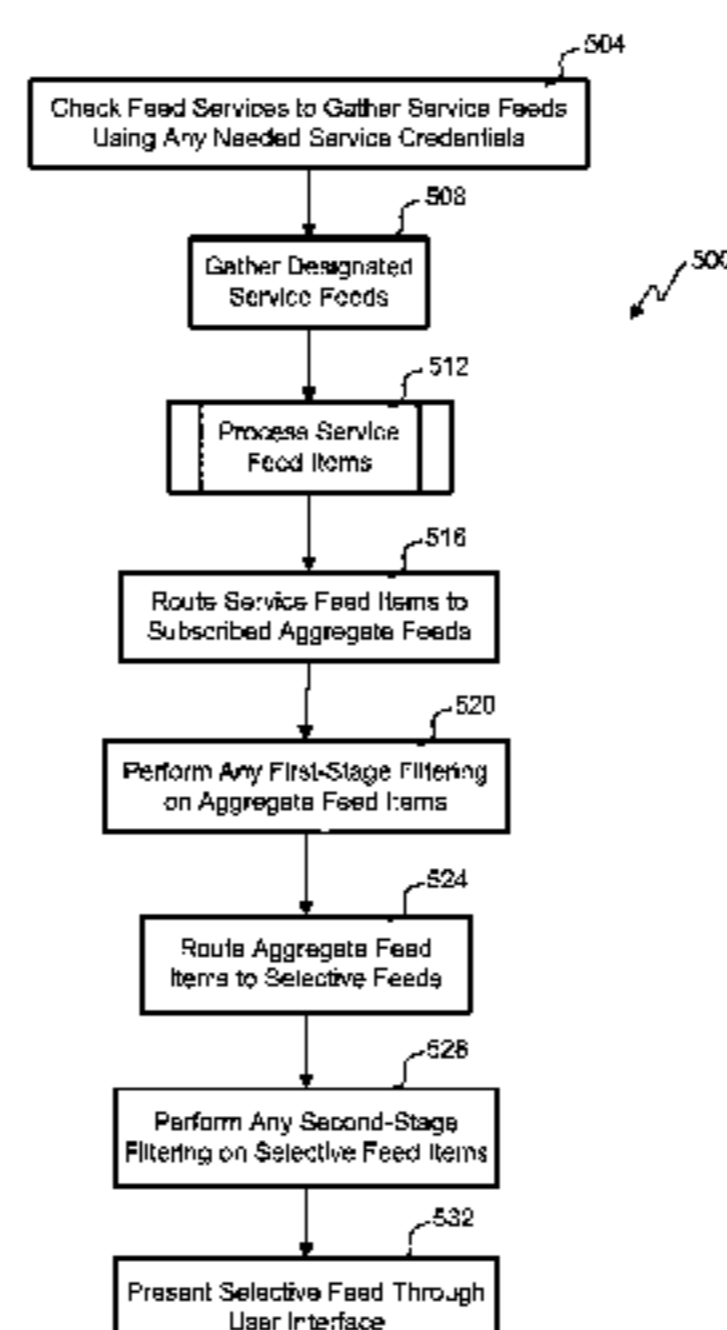 504
Check Feed Services to Gather Service Feeds
Using Any Needed Service Credentials
508
Gather Designated
Service Feeds
500
512
Process Service
Feed Items
516
Route Service Feed Items to
Subscribed Aggregate Feeds
520
Perform Any First-Stage Filtering
on Aggregate Feed Items
524
Route Aggregate Feed
Items to Selective Feeds
528
Perform Any Second-Stage
Filtering on Selective Feed Items
532
Present Selective Feed Through
User Interface